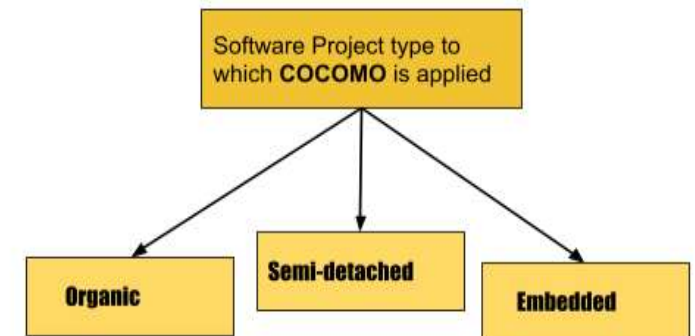 Software Project type to
which COCOMO is applied
Organic
Semi-detached
Embedded